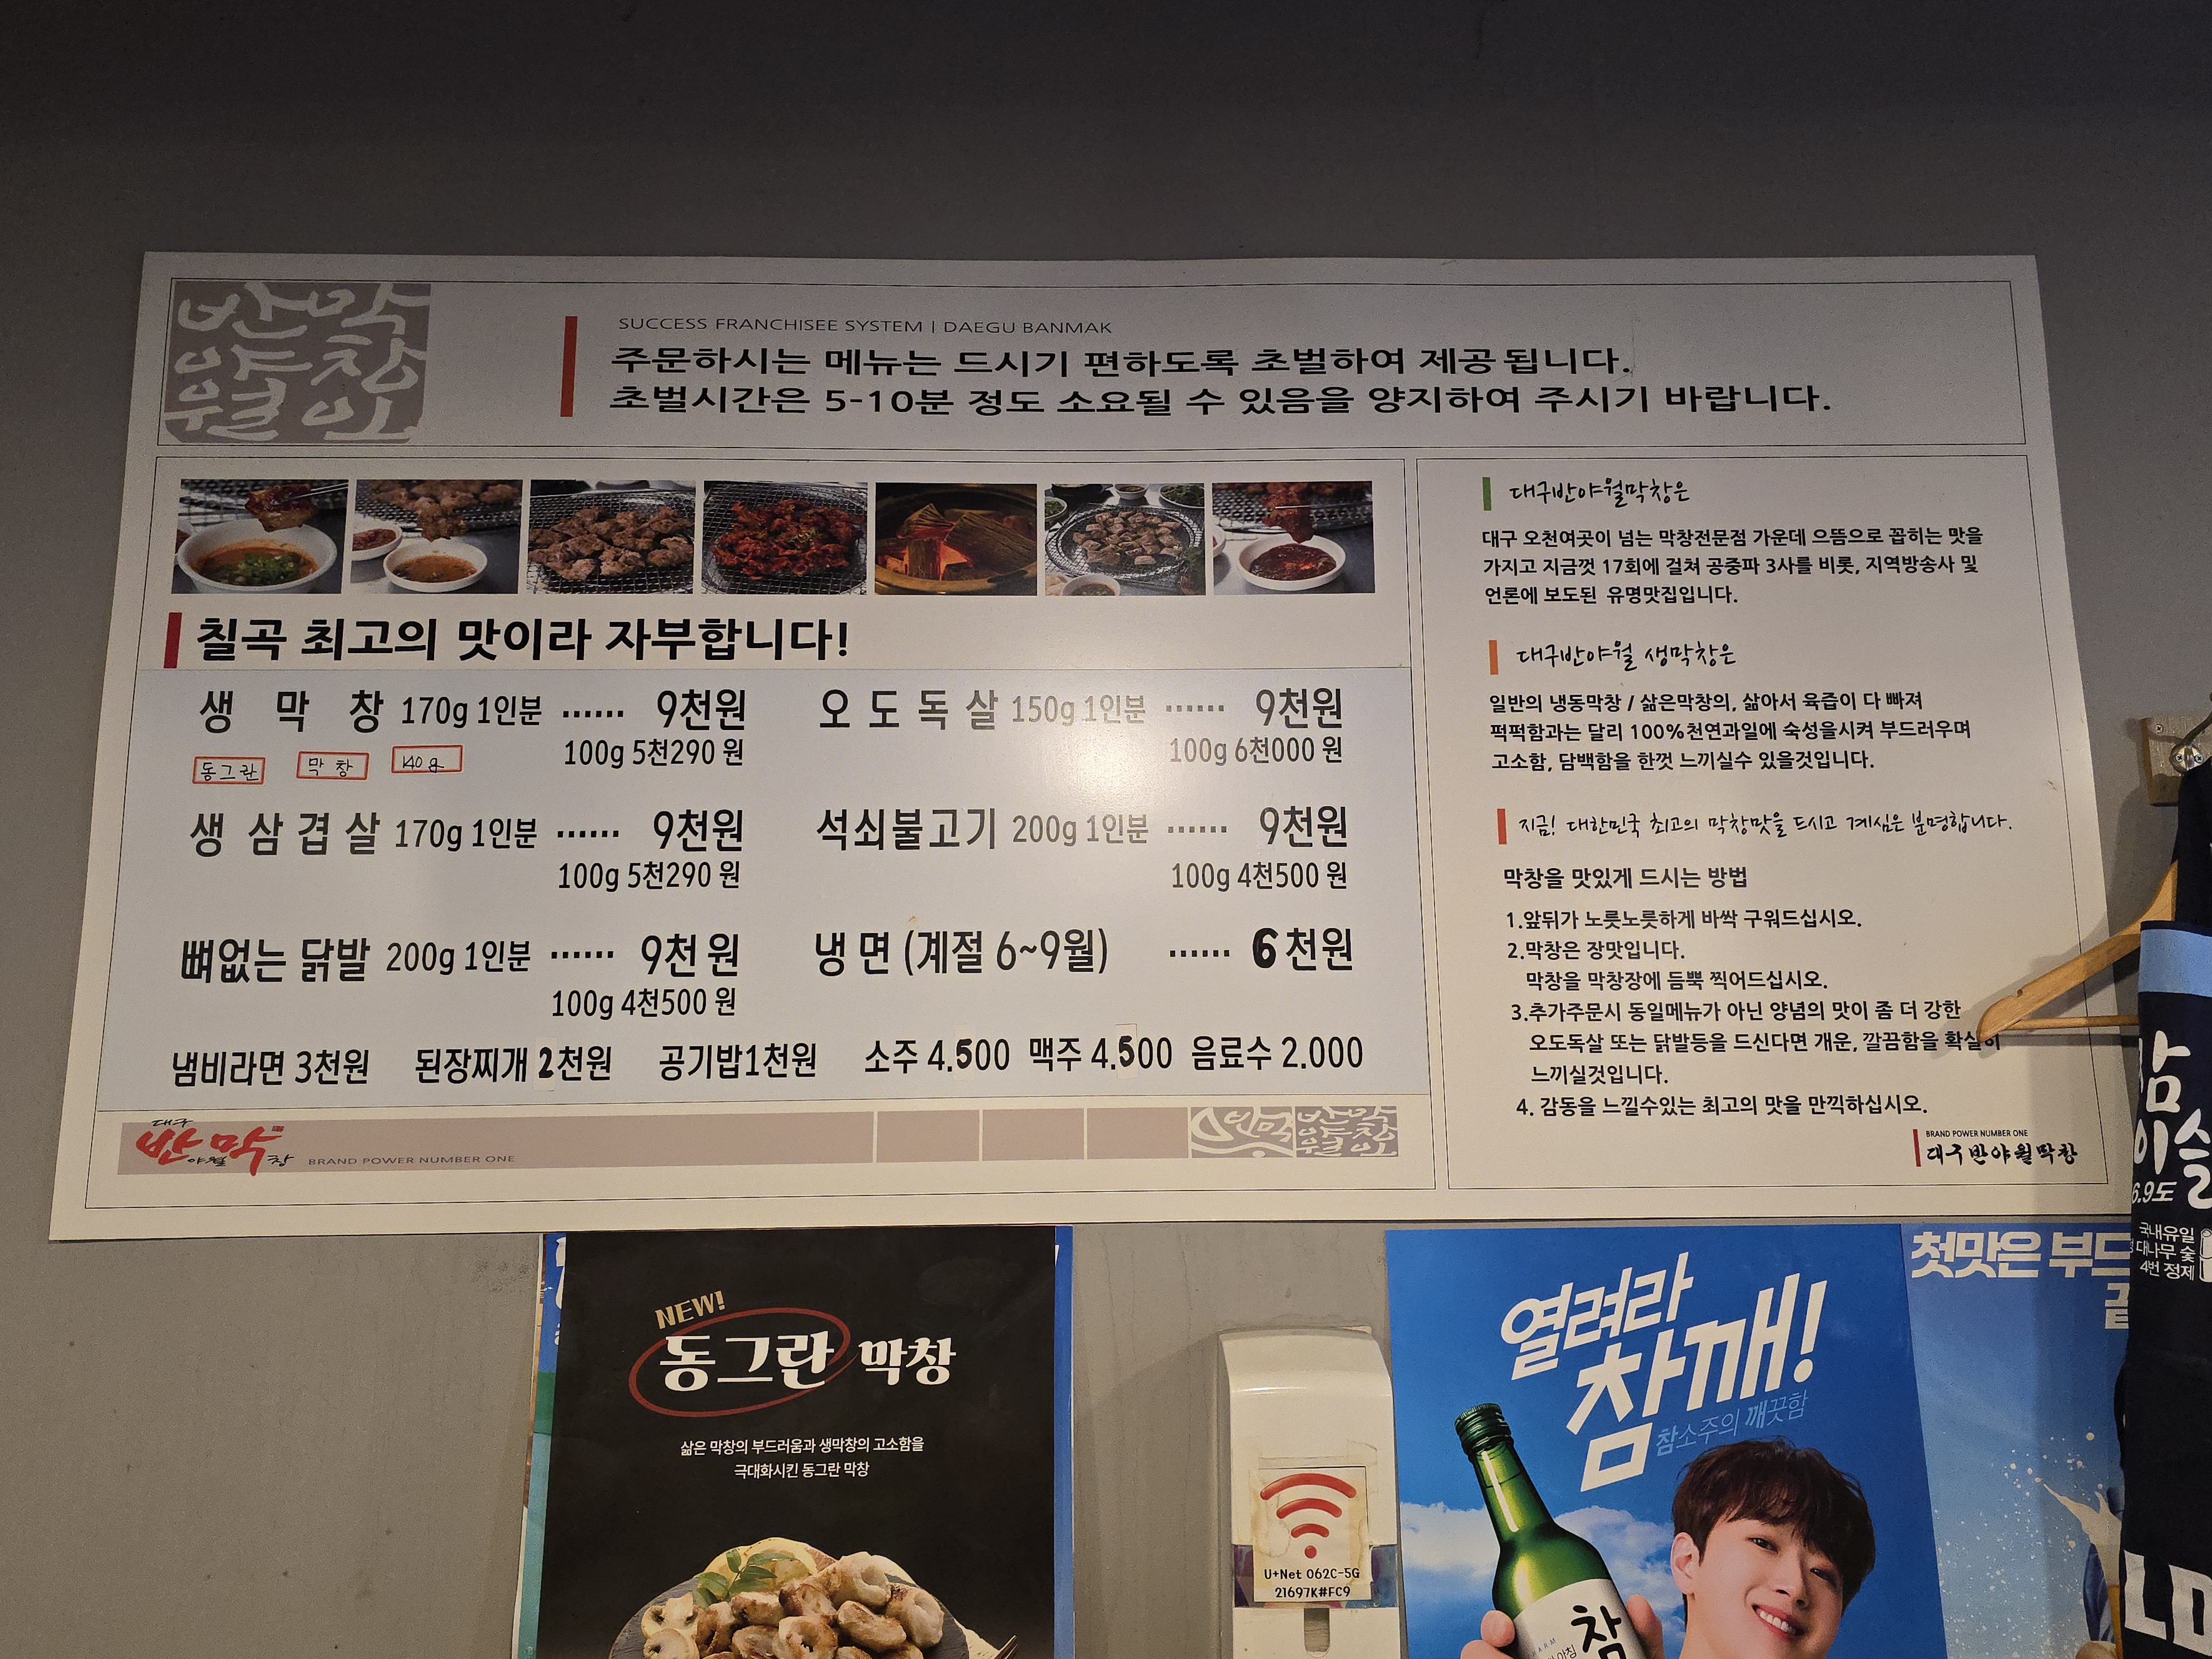 반막
야창
월은
SUCCESS FRANCHISEE SYSTEM | DAEGU BANMAK
주문하시는 메뉴는 드시기 편하도록 초벌하여 제공됩니다.
초벌시간은 5-10분 정도 소요될 수 있음을 양지하여 주시기 바랍니다.
칠곡 최고의 맛이라 자부합니다!
생 막 창 170g 1인분 ...... 9천원
100g 5천290 원
동그란 막창 140g
생 삼 겹 살 170g 1인분 ...... 9천원
100g 5천290 원
뼈없는 닭발 200g 1인분 ...... 9천원
100g 4천500 원
오 도 독 살 150g 1인분 ...... 9천원
100g 6천000 원
석쇠불고기 200g 1인분 ...... 9천원
100g 4천500 원
냉 면 (계절 6~9월) ...... 6천원
냄비라면 3천원 된장찌개 2천원 공기밥1천원 소주 4.500 맥주 4.500 음료수 2.000
대구
반야월막창
BRAND POWER NUMBER ONE
대구반야월막창은
대구 오천여곳이 넘는 막창전문점 가운데 으뜸으로 꼽히는 맛을
가지고 지금껏 17회에 걸쳐 공중파 3사를 비롯, 지역방송사 및
언론에 보도된 유명맛집입니다.
대구반야월 생막창은
일반의 냉동막창 / 삶은막창의, 삶아서 육즙이 다 빠져
퍽퍽함과는 달리 100%천연과일에 숙성을시켜 부드러우며
고소함, 담백함을 한껏 느끼실수 있을것입니다.
지금! 대한민국 최고의 막창맛을 드시고 계심은 분명합니다.
막창을 맛있게 드시는 방법
1.앞뒤가 노릇노릇하게 바싹 구워드십시오.
2.막창은 장맛입니다.
막창을 막창장에 듬뿍 찍어드십시오.
3.추가주문시 동일메뉴가 아닌 양념의 맛이 좀 더 강한
오도독살 또는 닭발등을 드신다면 개운, 깔끔함을 확실히
느끼실것입니다.
4. 감동을 느낄수있는 최고의 맛을 만끽하십시오.
BRAND POWER NUMBER ONE
대구반야월막창
NEW!
동그란 막창
삶은 막창의 부드러움과 생막창의 고소함을
극대화시킨 동그란 막창
U+Net 062C-5G
21697K#FC9
열려라
참깨!
참소주의 깨끗함
참
첫맛은 부드
6.9도
국내유일
대나무 숯
4번 정제